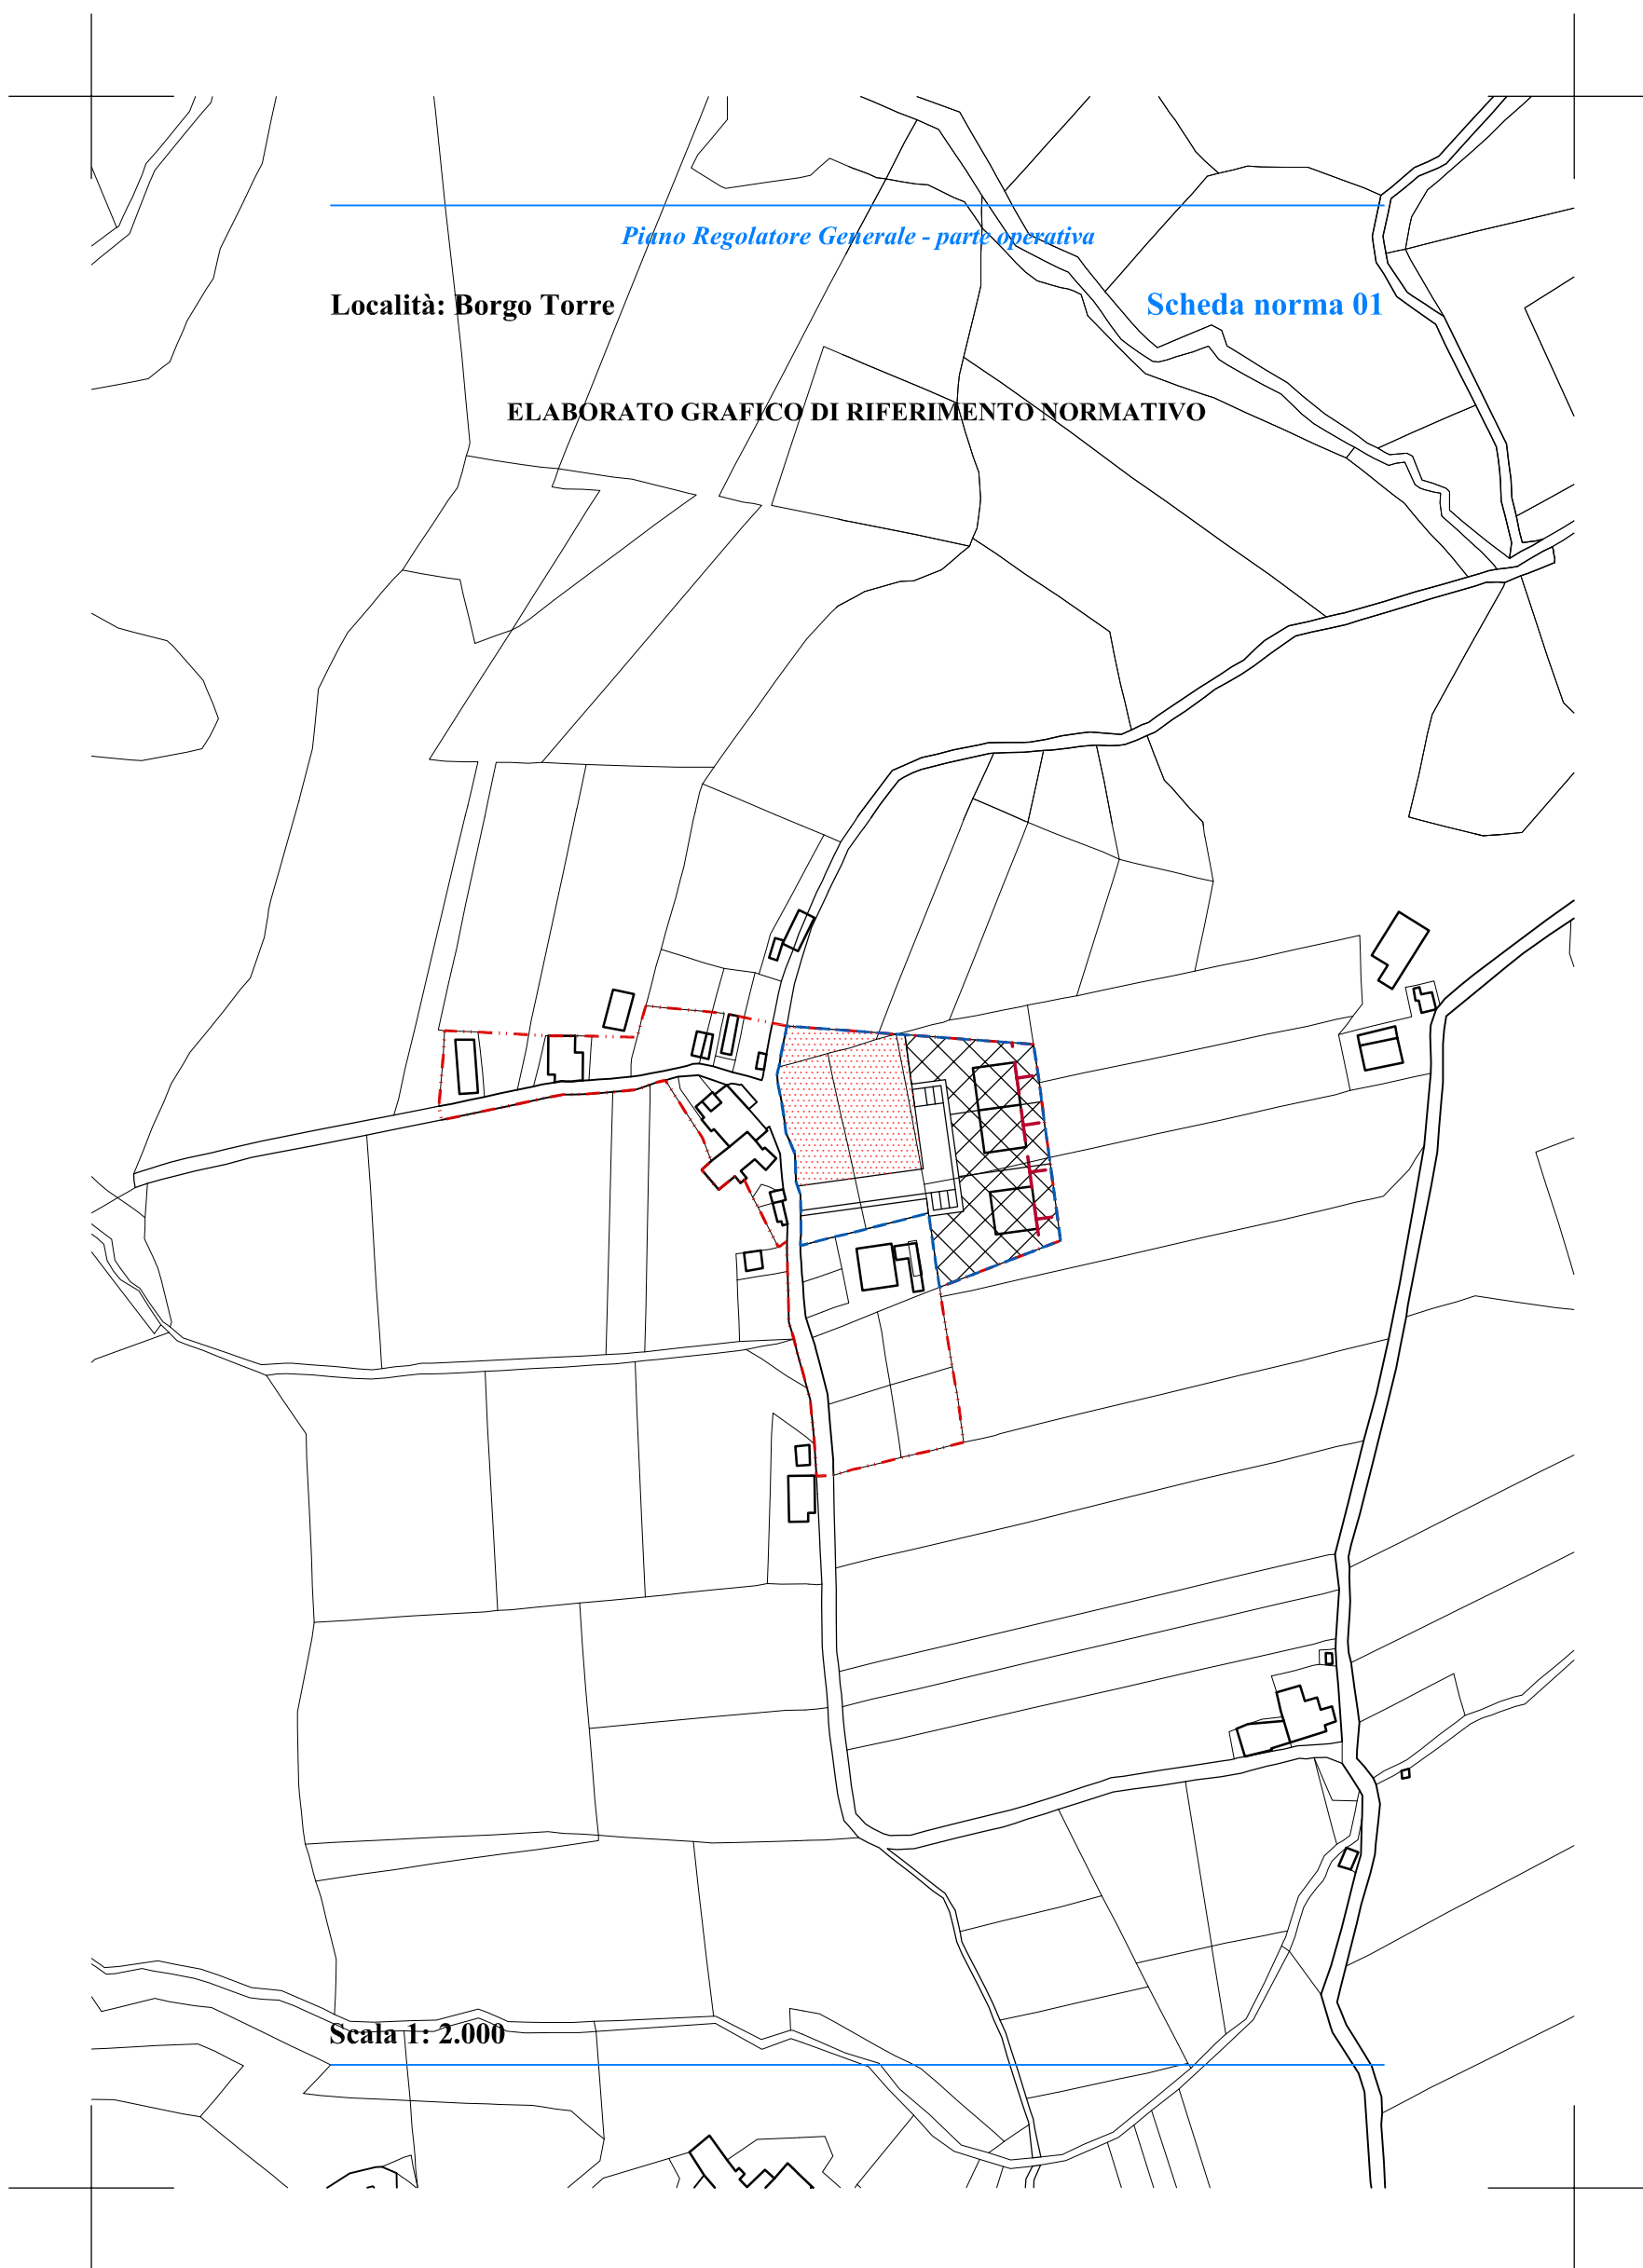 Piano Regolatore Generale - parte operativa
Località: Borgo Torre
Scheda norma 01
ELABORATO GRAFICO DI RIFERIMENTO NORMATIVO
Scala 1: 2.000